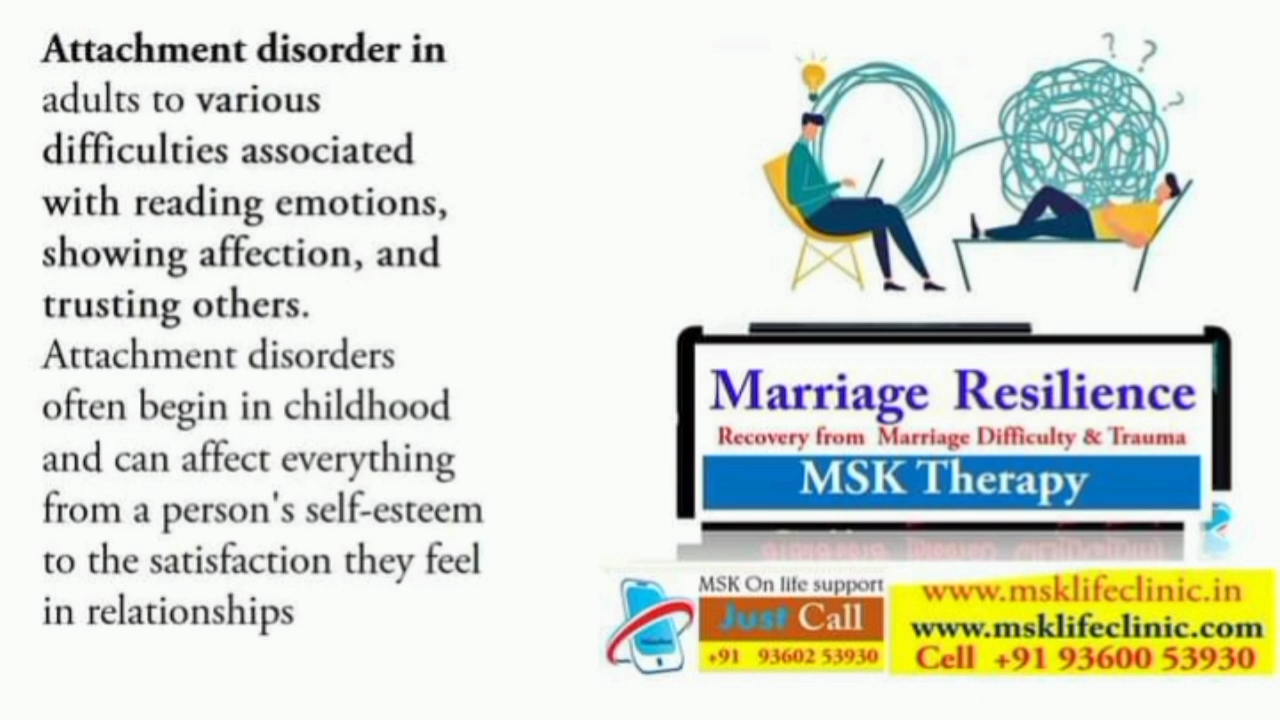 Attachment disorder in
adults to various
difficulties associated
with reading emotions,
showing affection, and
trusting others.
Attachment disorders
often begin in childhood
and can affect everything
from a person's self-esteem
to the satisfaction they feel
in relationships
? ?
?
Marriage Resilience
Recovery from Marriage Difficulty & Trauma
MSK Therapy
MSK On life support
Just Call
+91 93602 53930
www.msklifeclinic.in
www.msklifeclinic.com
Cell +91 93600 53930